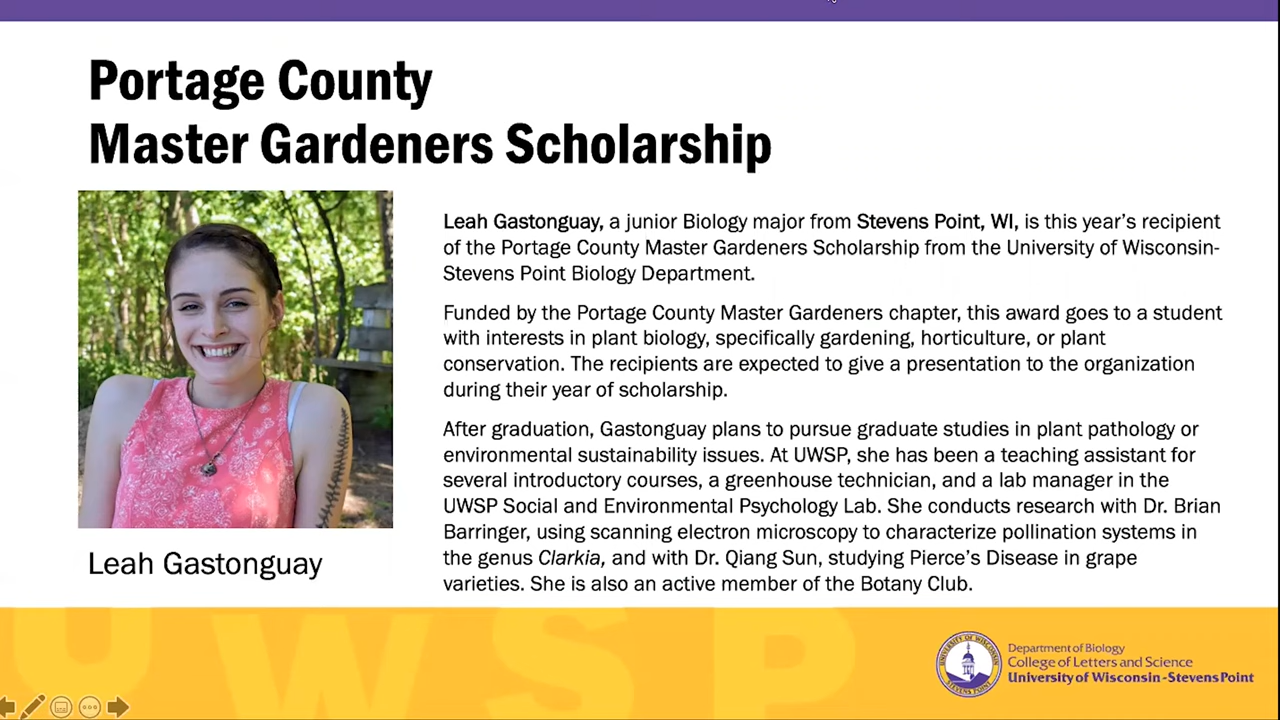 Portage County
Master Gardeners Scholarship
Leah Gastonguay, a junior Biology major from Stevens Point, WI, is this year's recipient
of the Portage County Master Gardeners Scholarship from the University of Wisconsin-
Stevens Point Biology Department.
Funded by the Portage County Master Gardeners chapter, this award goes to a student
with interests in plant biology, specifically gardening, horticulture, or plant
conservation. The recipients are expected to give a presentation to the organization
during their year of scholarship.
After graduation, Gastonguay plans to pursue graduate studies in plant pathology or
environmental sustainability issues. At UWSP, she has been a teaching assistant for
several introductory courses, a greenhouse technician, and a lab manager in the
UWSP Social and Environmental Psychology Lab. She conducts research with Dr. Brian
Barringer, using scanning electron microscopy to characterize pollination systems in
the genus Clarkia, and with Dr. Qiang Sun, studying Pierce's Disease in grape
varieties. She is also an active member of the Botany Club.
Leah Gastonguay
UWSP
UNIVERSITY OF WISCONSIN
STEVENS POINT
Department of Biology
College of Letters and Science
University of Wisconsin-Stevens Point